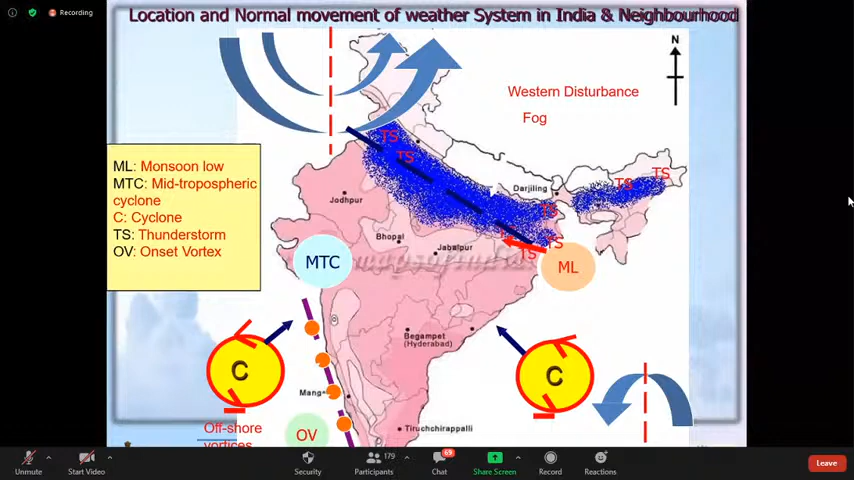 Recording
Location and Normal movement of weather System in India & Neighbourhood
N
Western Disturbance
Fog
ML: Monsoon low
MTC: Mid-tropospheric
cyclone
C: Cyclone
TS: Thunderstorm
OV: Onset Vortex
TS
TS
TS
TS
Darjiling
TS
Jodhpur
Bhopal
Jabalpur
TS
TS
MTC
ML
C
C
Begampet
(Hyderabad)
Mang
Off-shore
vortices
OV
Tiruchchirappalli
Unmute
Start Video
Security
179
Participants
69
Chat
Share Screen
Record
Reactions
Leave